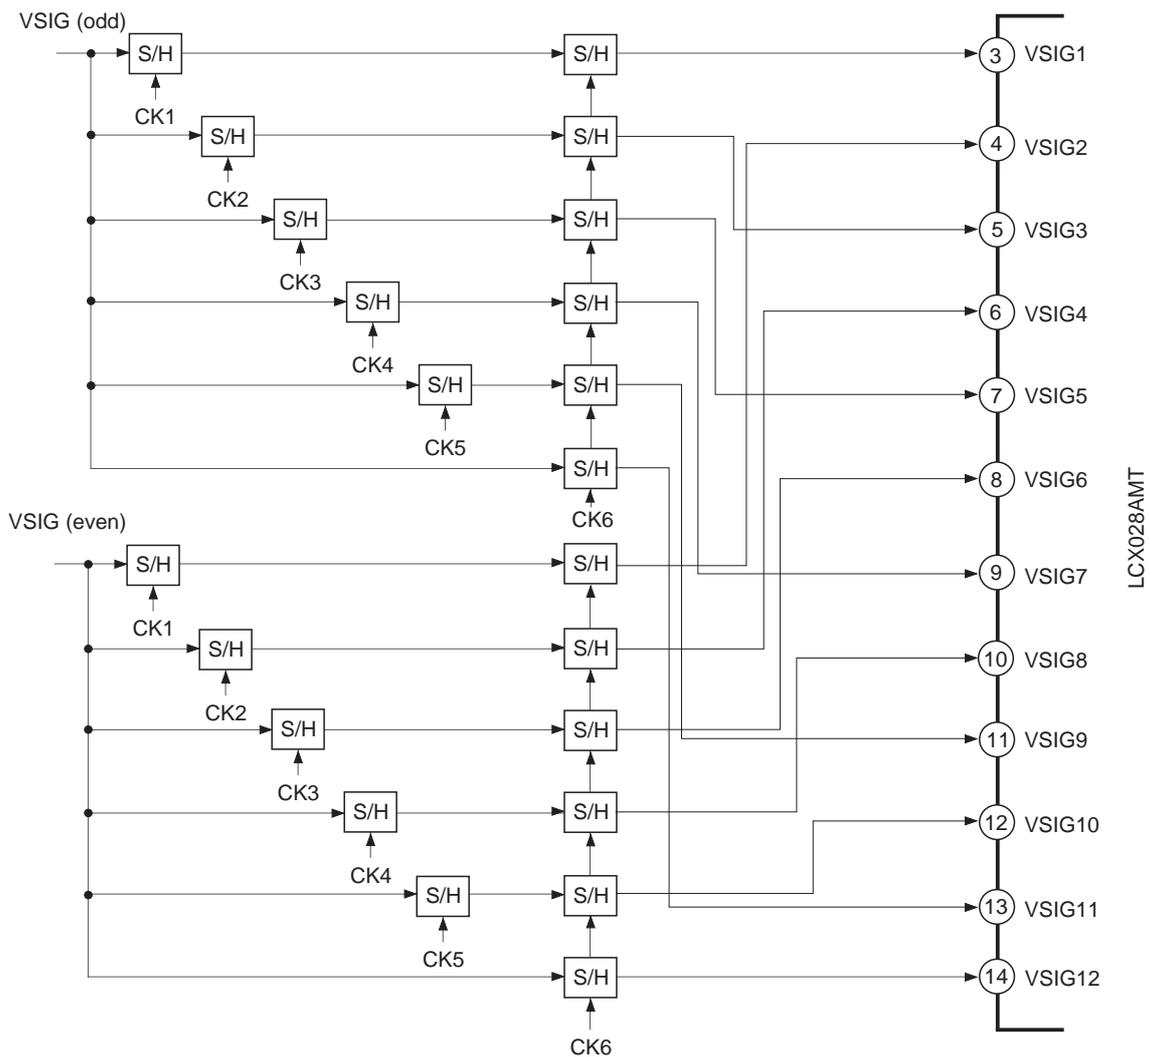 VSIG (odd)
S/H S/H 3 VSIG1
CK1
S/H S/H 4 VSIG2
CK2
S/H S/H 5 VSIG3
CK3
S/H S/H 6 VSIG4
CK4
S/H S/H 7 VSIG5
CK5
S/H 8 VSIG6
CK6
VSIG (even)
S/H S/H 9 VSIG7
CK1
S/H S/H 10 VSIG8
CK2
S/H S/H 11 VSIG9
CK3
S/H S/H 12 VSIG10
CK4
S/H S/H 13 VSIG11
CK5
S/H 14 VSIG12
CK6
LCX028AMT